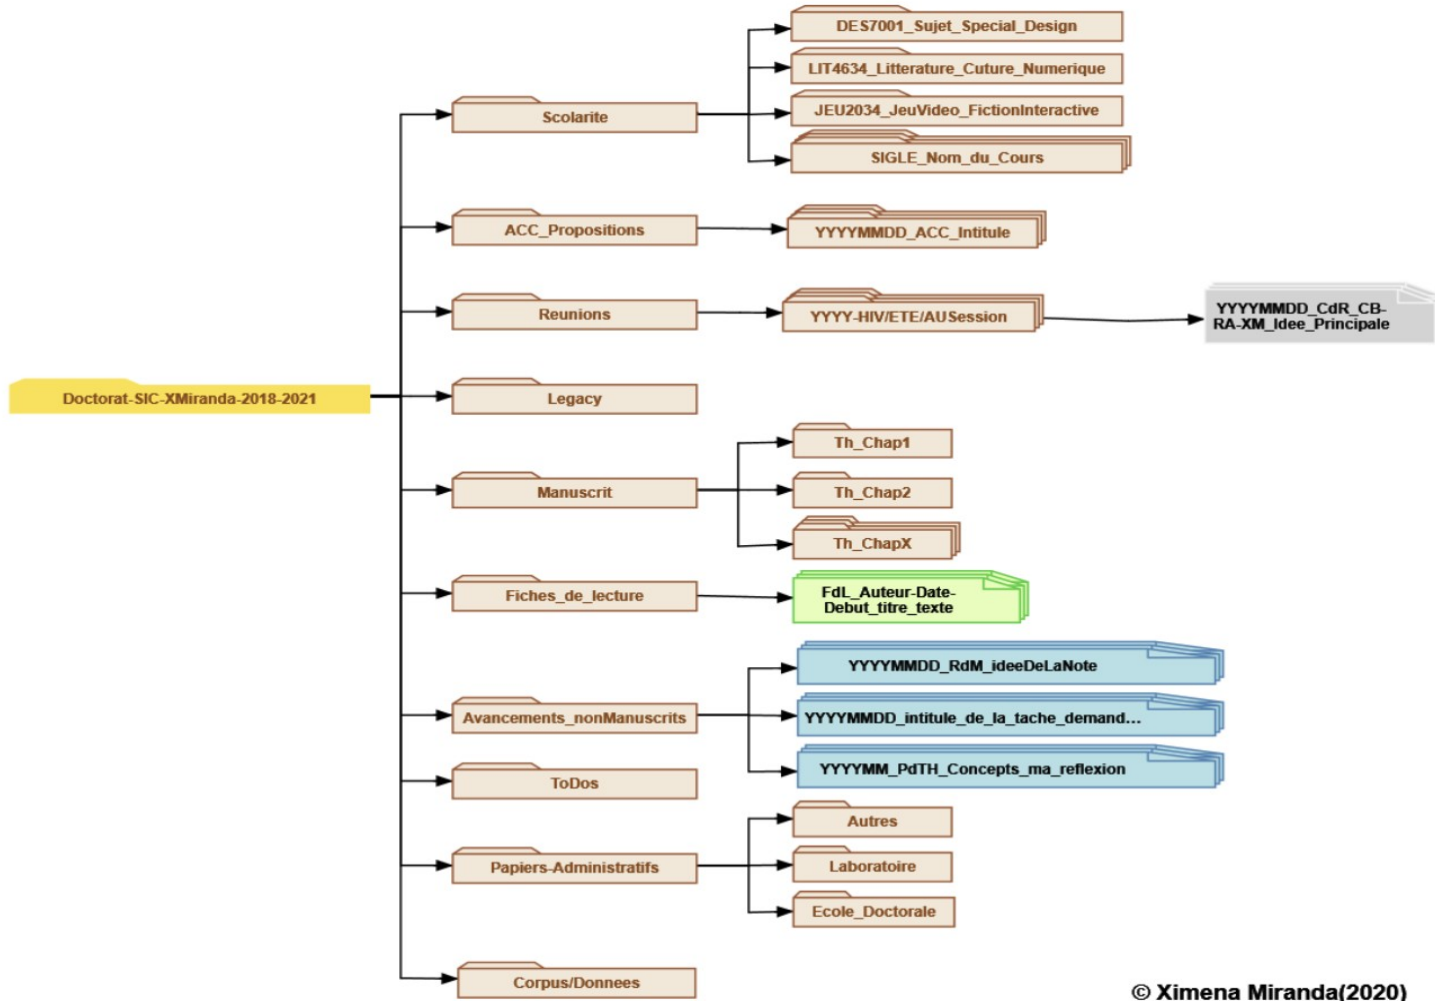 DES7001_Sujet_Special_Design
LIT4634_Litterature_Cuture_Numerique
Scolarite
JEU2034_JeuVideo_FictionInteractive
SIGLE_Nom_du_Cours
ACC_Propositions
YYYYMMDD_ACC_Intitule
Reunions
YYYY-HIV/ETE/AUSession
YYYYMMDD_CdR_CB-
RA-XM_Idee_Principale
Doctorat-SIC-XMiranda-2018-2021
Legacy
Th_Chap1
Manuscrit
Th_Chap2
Th_ChapX
Fiches_de_lecture
FdL_Auteur-Date-
Debut_titre_texte
YYYYMMDD_RdM_ideeDeLaNote
Avancements_nonManuscrits
YYYYMMDD_intitule_de_la_tache_demand...
YYYYMM_PdTH_Concepts_ma_reflexion
ToDos
Autres
Papiers-Administratifs
Laboratoire
Ecole_Doctorale
Corpus/Donnees
© Ximena Miranda(2020)